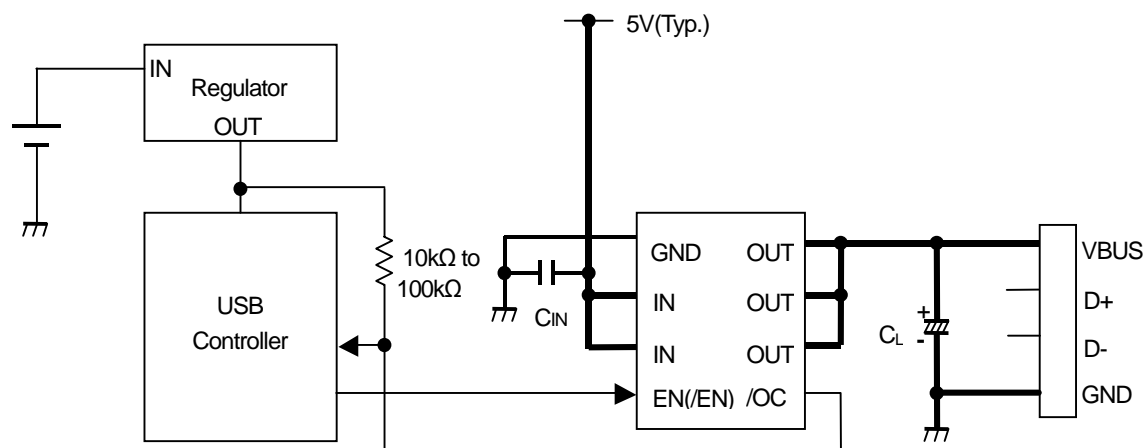 5V(Typ.)
IN
Regulator
OUT
10kΩ to
100kΩ
USB
Controller
CIN
GND
OUT
IN
OUT
IN
OUT
EN(/EN)
/OC
CL
+
-
VBUS
D+
D-
GND